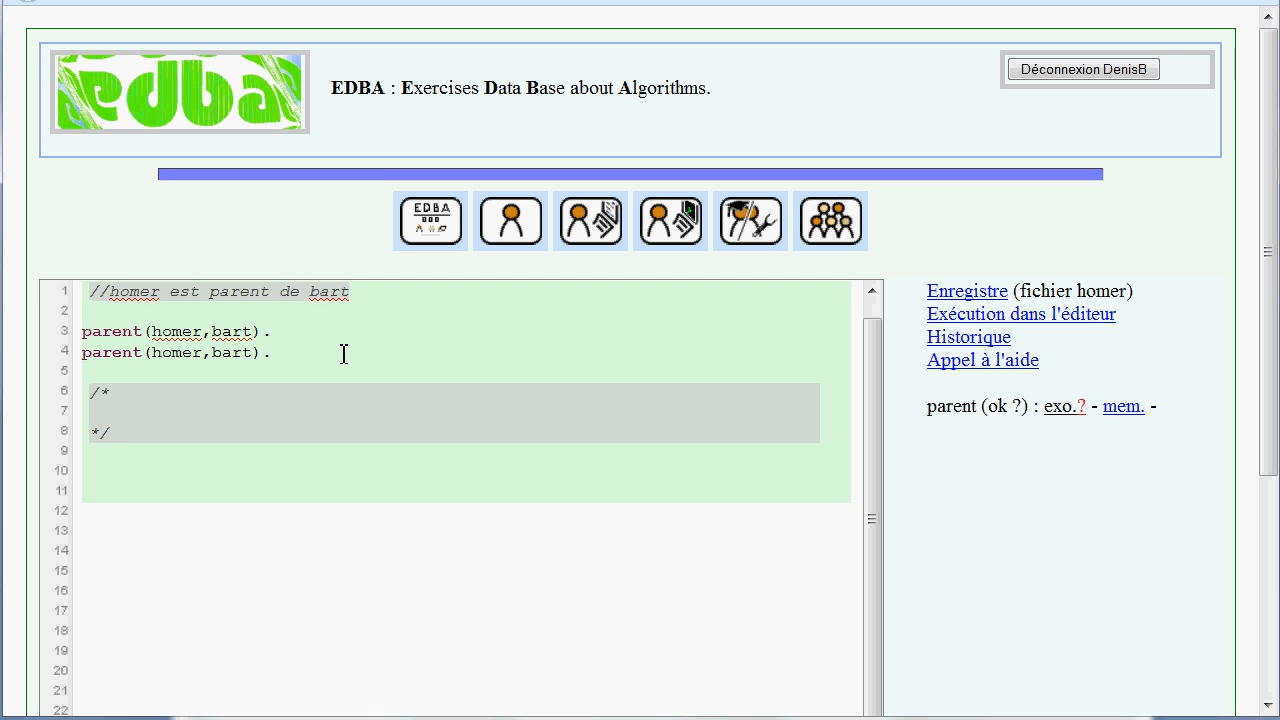 edba
EDBA : Exercises Data Base about Algorithms.
Déconnexion DenisB
EDBA
1 //homer est parent de bart
2
3 parent(homer,bart).
4 parent(homer,bart).
5
6 /*
7
8 */
9
10
11
12
13
14
15
16
17
18
19
20
21
22
Enregistre (fichier homer)
Exécution dans l'éditeur
Historique
Appel à l'aide
parent (ok ?) : exo.? - mem. -